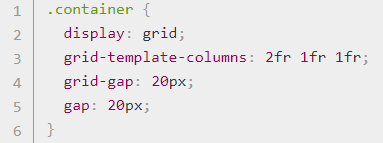 1 .container {
2 display: grid;
3 grid-template-columns: 2fr 1fr 1fr;
4 grid-gap: 20px;
5 gap: 20px;
6 }